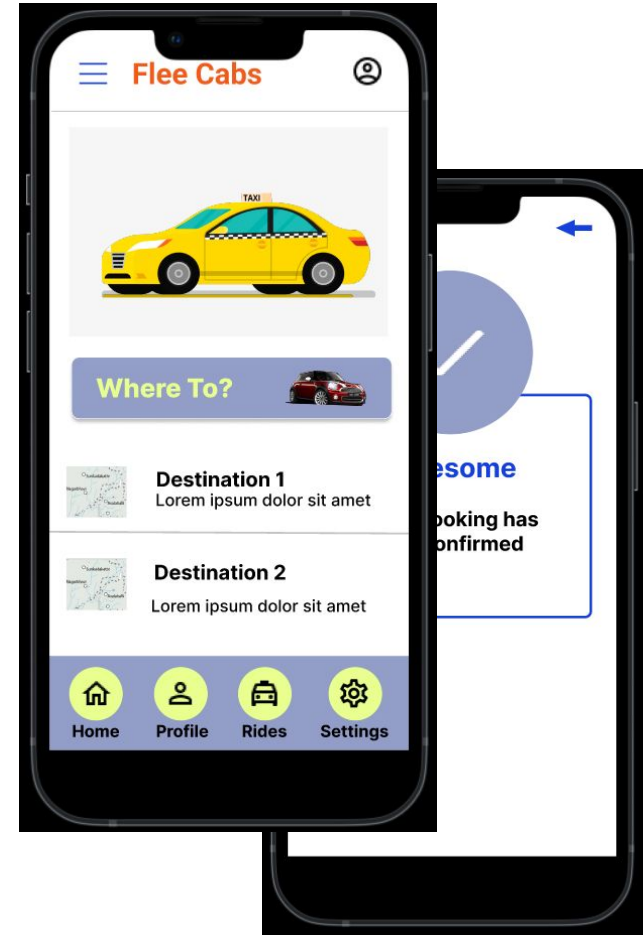 Flee Cabs
TAXI
Where To?
Destination 1
Lorem ipsum dolor sit amet
Destination 2
Lorem ipsum dolor sit amet
Home
Profile
Rides
Settings
esome
ooking has
onfirmed